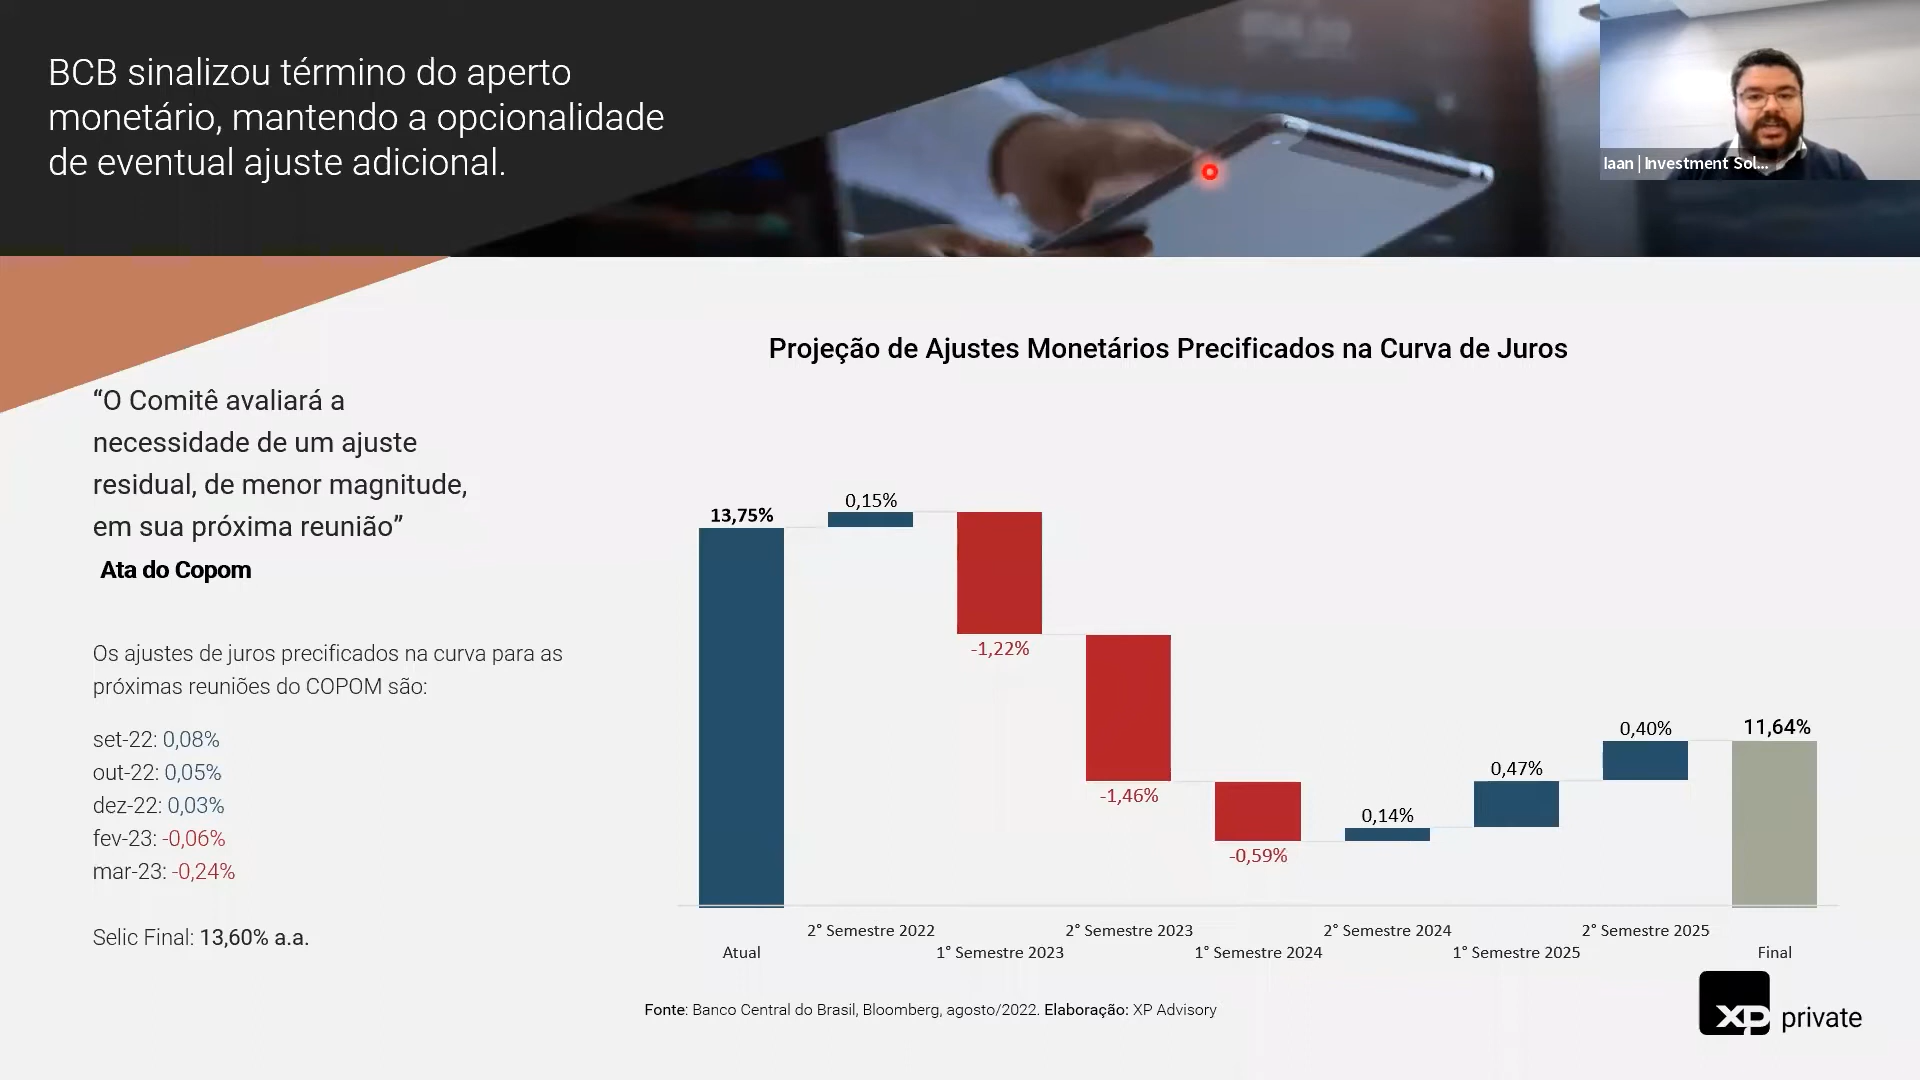 BCB sinalizou término do aperto
monetário, mantendo a opcionalidade
de eventual ajuste adicional.
Iaan | Investment Sol...
Projeção de Ajustes Monetários Precificados na Curva de Juros
“O Comitê avaliará a
necessidade de um ajuste
residual, de menor magnitude,
em sua próxima reunião”
Ata do Copom
Os ajustes de juros precificados na curva para as
próximas reuniões do COPOM são:
set-22: 0,08%
out-22: 0,05%
dez-22: 0,03%
fev-23: -0,06%
mar-23: -0,24%
Selic Final: 13,60% a.a.
13,75%
0,15%
-1,22%
-1,46%
-0,59%
0,14%
0,47%
0,40%
11,64%
Atual
2° Semestre 2022
1° Semestre 2023
2° Semestre 2023
1° Semestre 2024
2° Semestre 2024
1° Semestre 2025
2° Semestre 2025
Final
Fonte: Banco Central do Brasil, Bloomberg, agosto/2022. Elaboração: XP Advisory
xp private